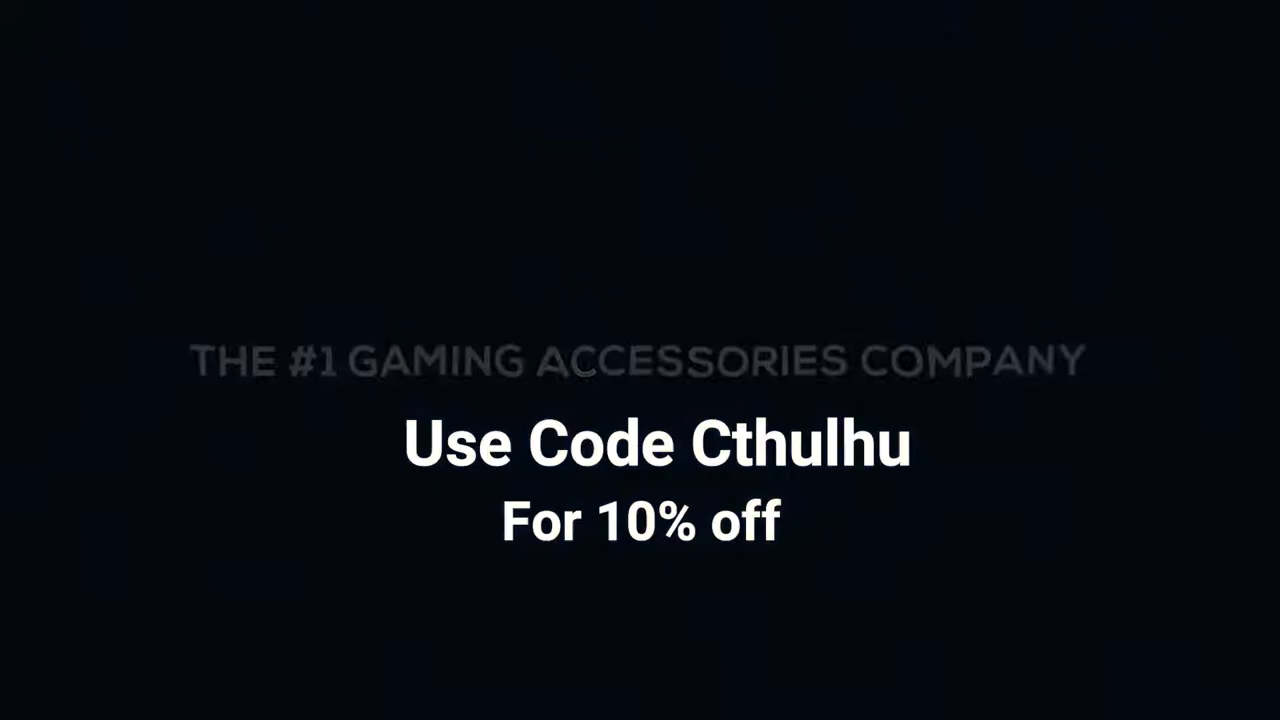 THE #1 GAMING ACCESSORIES COMPANY
Use Code Cthulhu
For 10% off